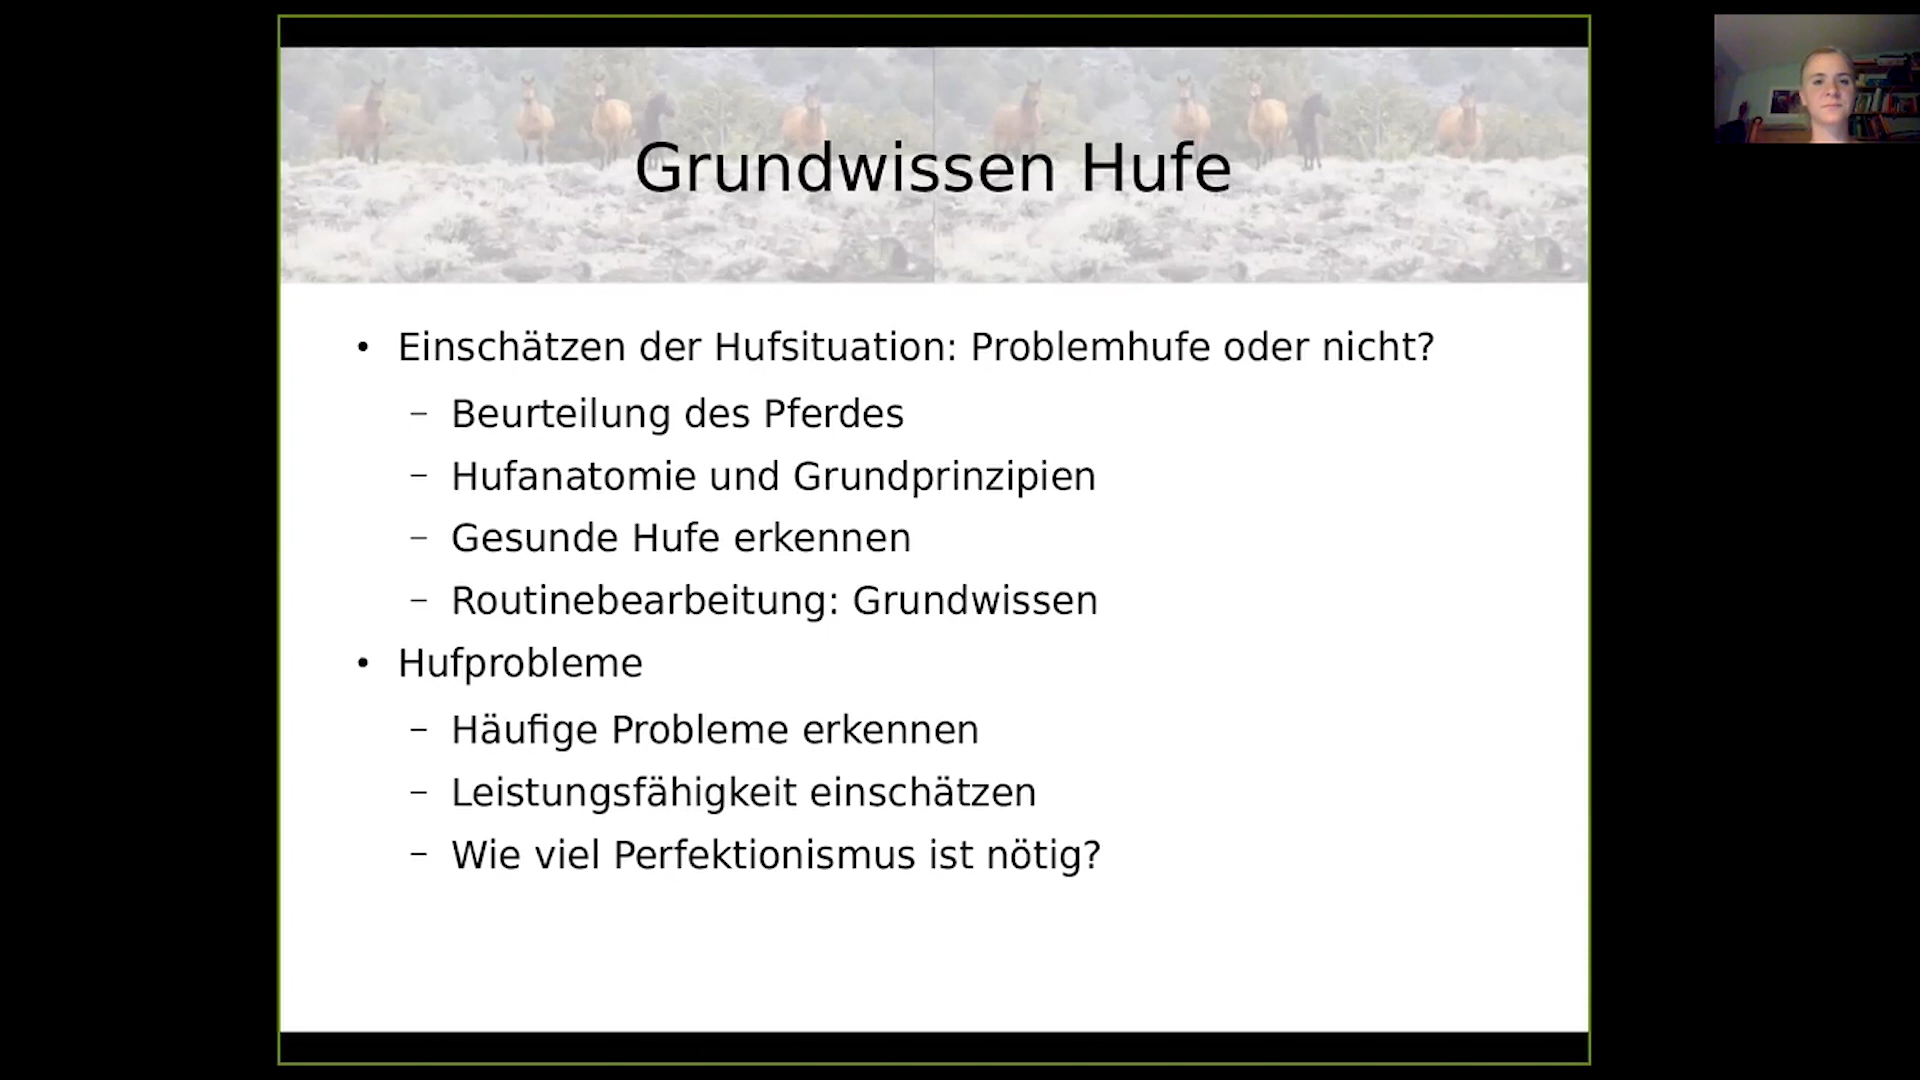 Grundwissen Hufe
• Einschätzen der Hufsituation: Problemhufe oder nicht?
– Beurteilung des Pferdes
– Hufanatomie und Grundprinzipien
– Gesunde Hufe erkennen
– Routinebearbeitung: Grundwissen
• Hufprobleme
– Häufige Probleme erkennen
– Leistungsfähigkeit einschätzen
– Wie viel Perfektionismus ist nötig?